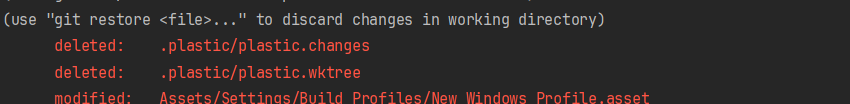 (use "git restore <file>..." to discard changes in working directory)
deleted:    .plastic/plastic.changes
deleted:    .plastic/plastic.wktree
modified:   Assets/Settings/Build Profiles/New Windows Profile.asset